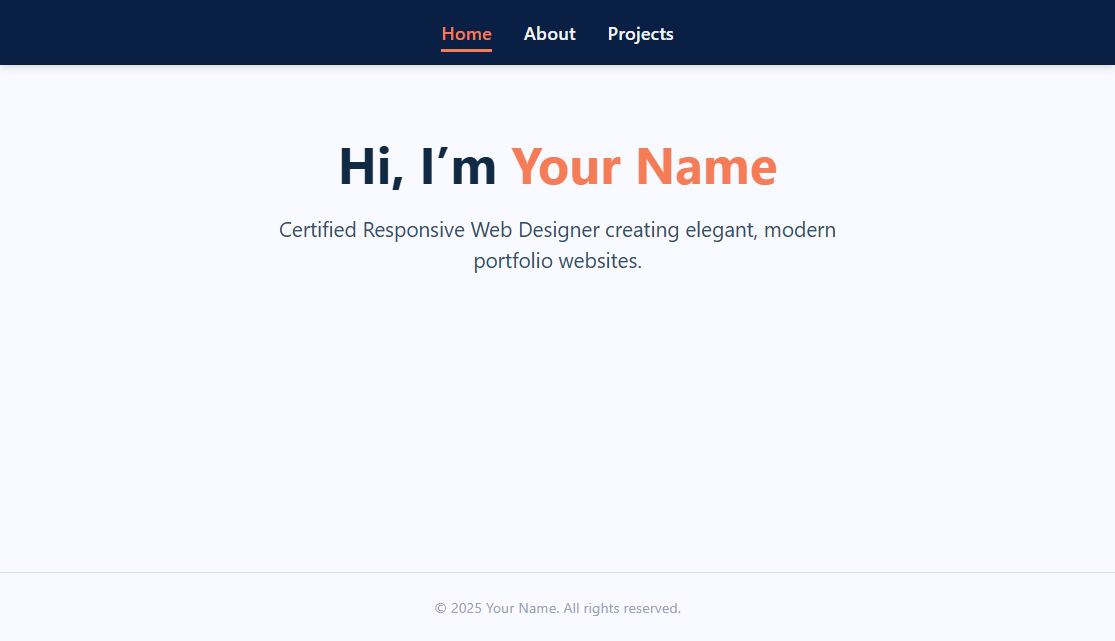 Home About Projects
Hi, I’m Your Name
Certified Responsive Web Designer creating elegant, modern
portfolio websites.
© 2025 Your Name. All rights reserved.